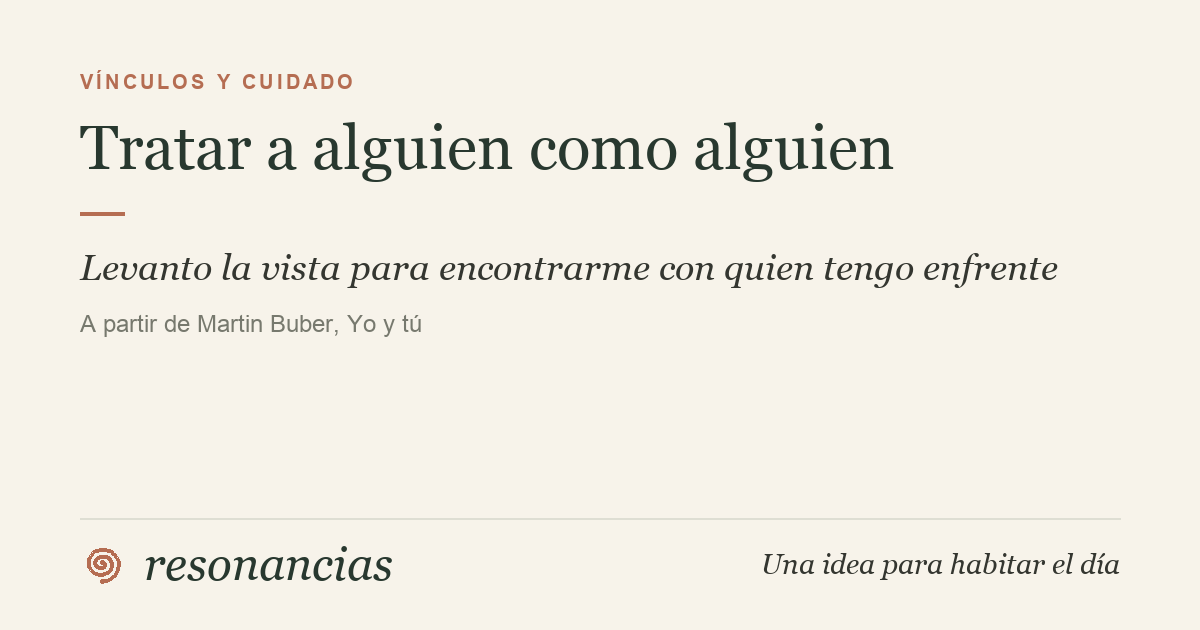 VÍNCULOS Y CUIDADO
Tratar a alguien como alguien
Levanto la vista para encontrarme con quien tengo enfrente
A partir de Martin Buber, Yo y tú
resonancias
Una idea para habitar el día